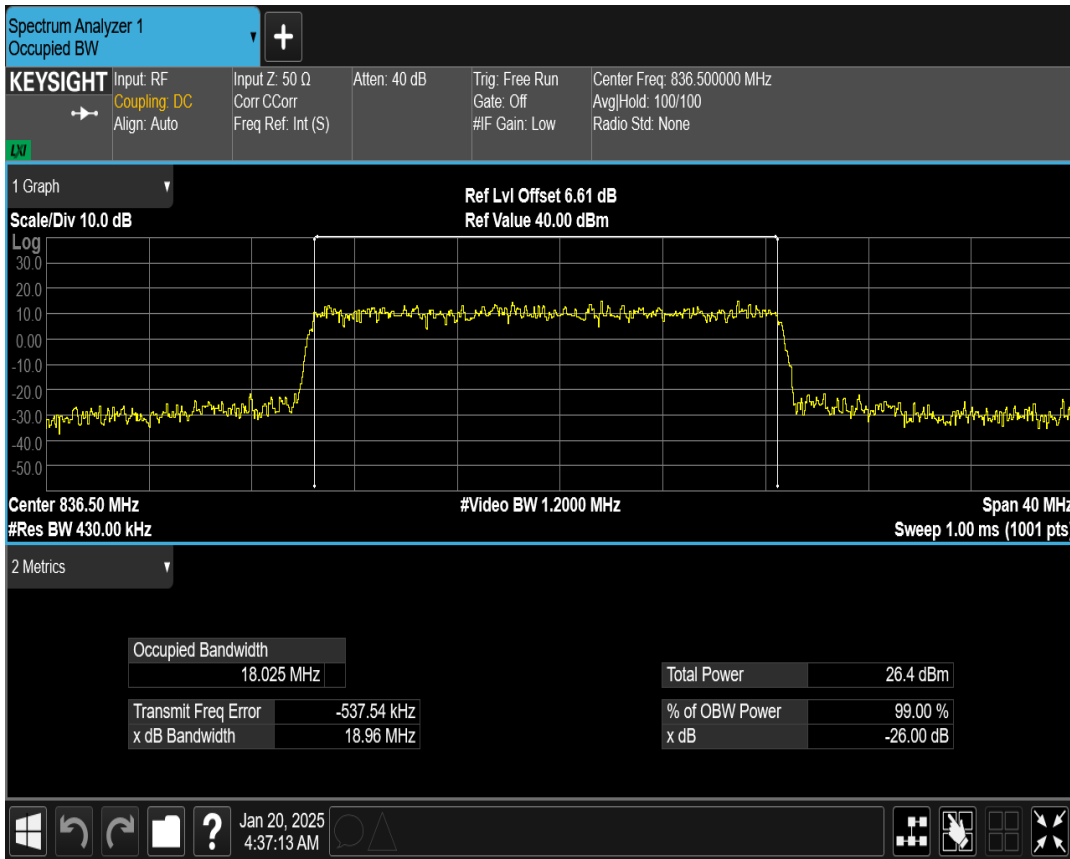 Spectrum Analyzer 1
Occupied BW
KEYSIGHT
LXI
Input: RF
Coupling: DC
Align: Auto
Input Z: 50 Ω
Corr CCorr
Freq Ref: Int (S)
Atten: 40 dB
Trig: Free Run
Gate: Off
#IF Gain: Low
Center Freq: 836.500000 MHz
Avg|Hold: 100/100
Radio Std: None
1 Graph
Scale/Div 10.0 dB
Ref Lvl Offset 6.61 dB
Ref Value 40.00 dBm
Log
30.0
20.0
10.0
0.00
-10.0
-20.0
-30.0
-40.0
-50.0
Center 836.50 MHz
#Video BW 1.2000 MHz
Span 40 MHz
#Res BW 430.00 kHz
Sweep 1.00 ms (1001 pts)
2 Metrics
Occupied Bandwidth
18.025 MHz
Transmit Freq Error -537.54 kHz
x dB Bandwidth 18.96 MHz
Total Power 26.4 dBm
% of OBW Power 99.00 %
x dB -26.00 dB
Jan 20, 2025
4:37:13 AM